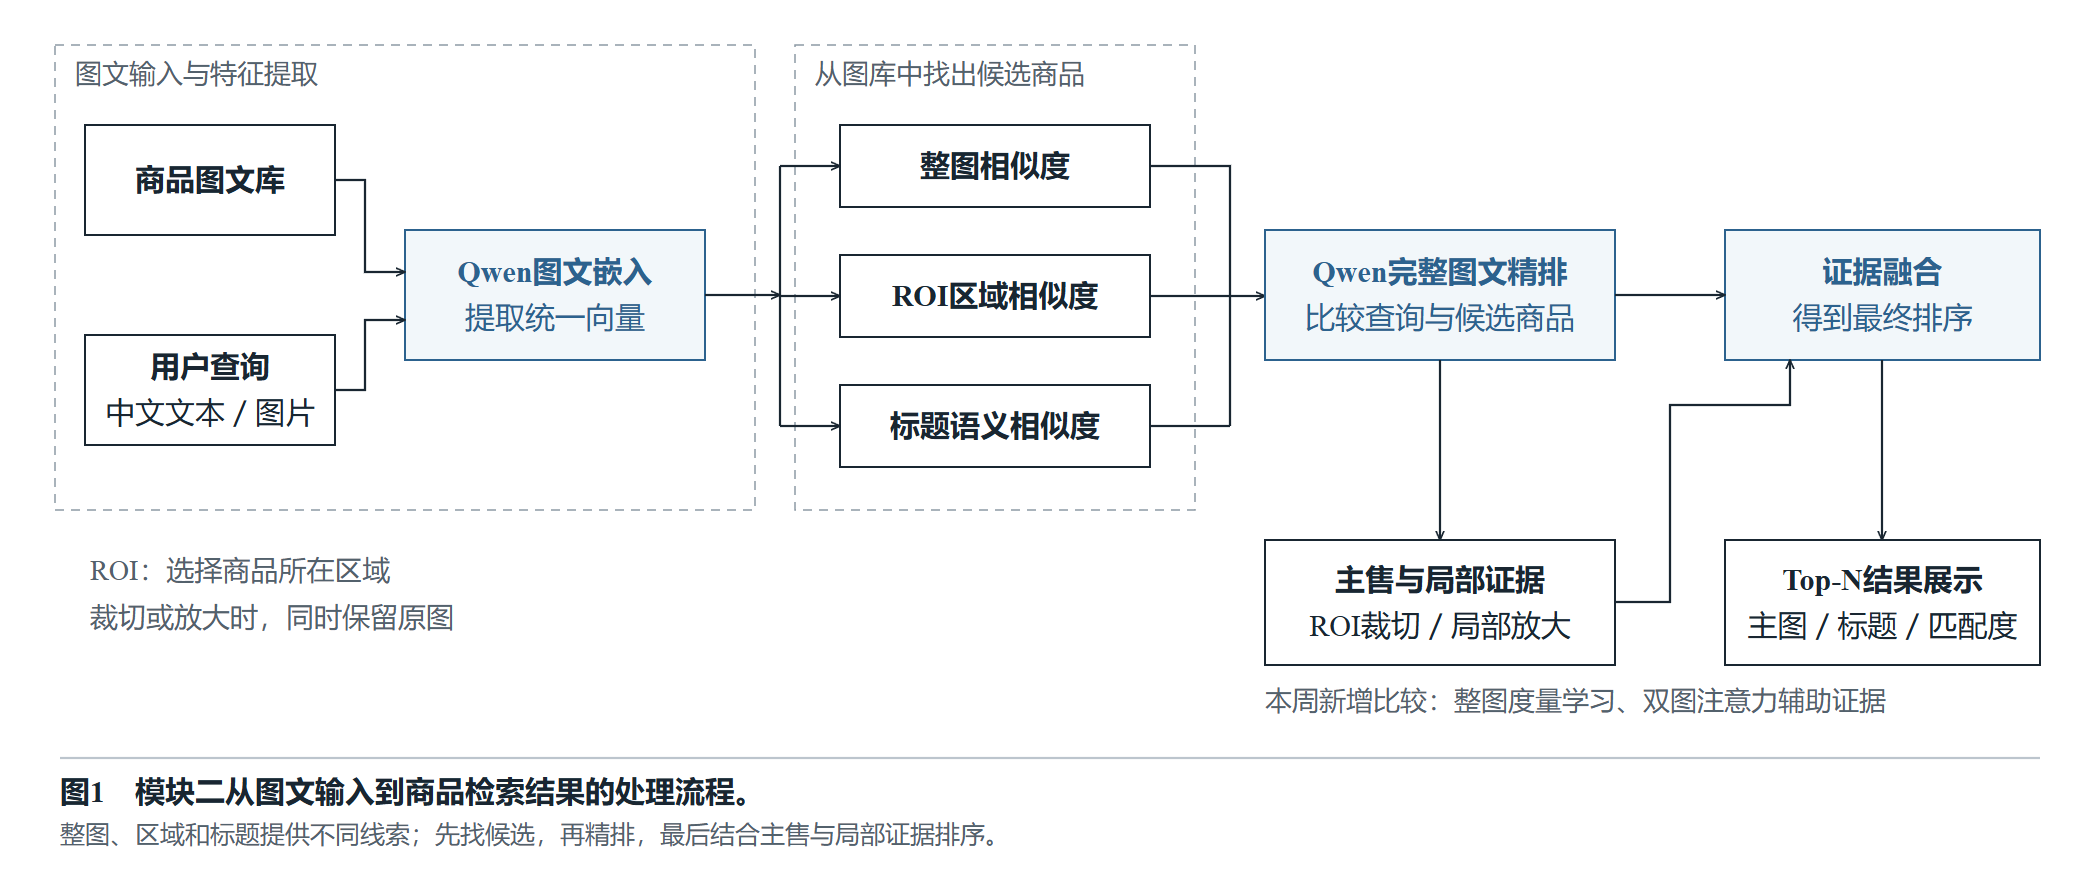 图文输入与特征提取
商品图文库
用户查询
中文文本 / 图片
Qwen图文嵌入
提取统一向量
从图库中找出候选商品
整图相似度
ROI区域相似度
标题语义相似度
Qwen完整图文精排
比较查询与候选商品
证据融合
得到最终排序
主售与局部证据
ROI裁切 / 局部放大
Top-N结果展示
主图 / 标题 / 匹配度
ROI：选择商品所在区域
裁切或放大时，同时保留原图
本周新增比较：整图度量学习、双图注意力辅助证据
图1　模块二从图文输入到商品检索结果的处理流程。
整图、区域和标题提供不同线索；先找候选，再精排，最后结合主售与局部证据排序。